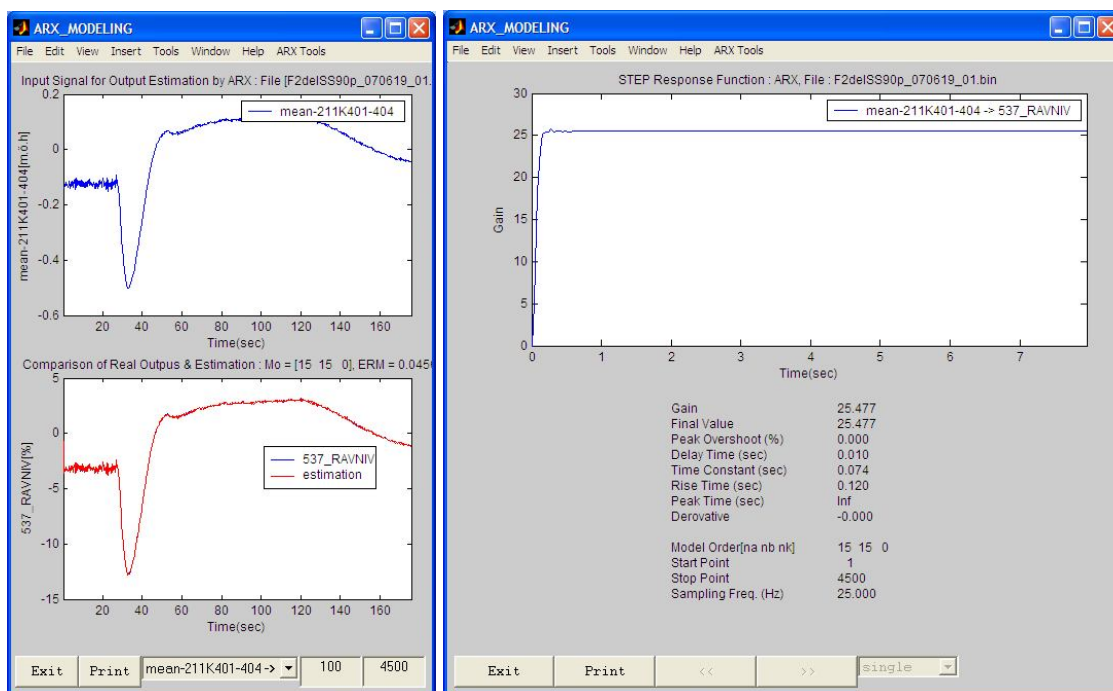 ARX_MODELING
File Edit View Insert Tools Window Help ARX Tools
Input Signal for Output Estimation by ARX : File [F2delSS90p_070619_01.
mean-211K401-404
mean-211K401-404[m.ö.h]
0.2
0
-0.2
-0.4
-0.6
20 40 60 80 100 120 140 160
Time(sec)
Comparison of Real Outpus & Estimation : Mo = [15 15 0], ERM = 0.0450
537_RAVNIV
estimation
537_RAVNIV[%]
5
0
-5
-10
-15
20 40 60 80 100 120 140 160
Time(sec)
Exit Print mean-211K401-404 -> 100 4500
ARX_MODELING
File Edit View Insert Tools Window Help ARX Tools
STEP Response Function : ARX, File : F2delSS90p_070619_01.bin
mean-211K401-404 -> 537_RAVNIV
Gain
30
25
20
15
10
5
0
0 1 2 3 4 5 6 7
Time(sec)
Gain 25.477
Final Value 25.477
Peak Overshoot (%) 0.000
Delay Time (sec) 0.010
Time Constant (sec) 0.074
Rise Time (sec) 0.120
Peak Time (sec) Inf
Derovative -0.000
Model Order[na nb nk] 15 15 0
Start Point 1
Stop Point 4500
Sampling Freq. (Hz) 25.000
Exit Print << >> single